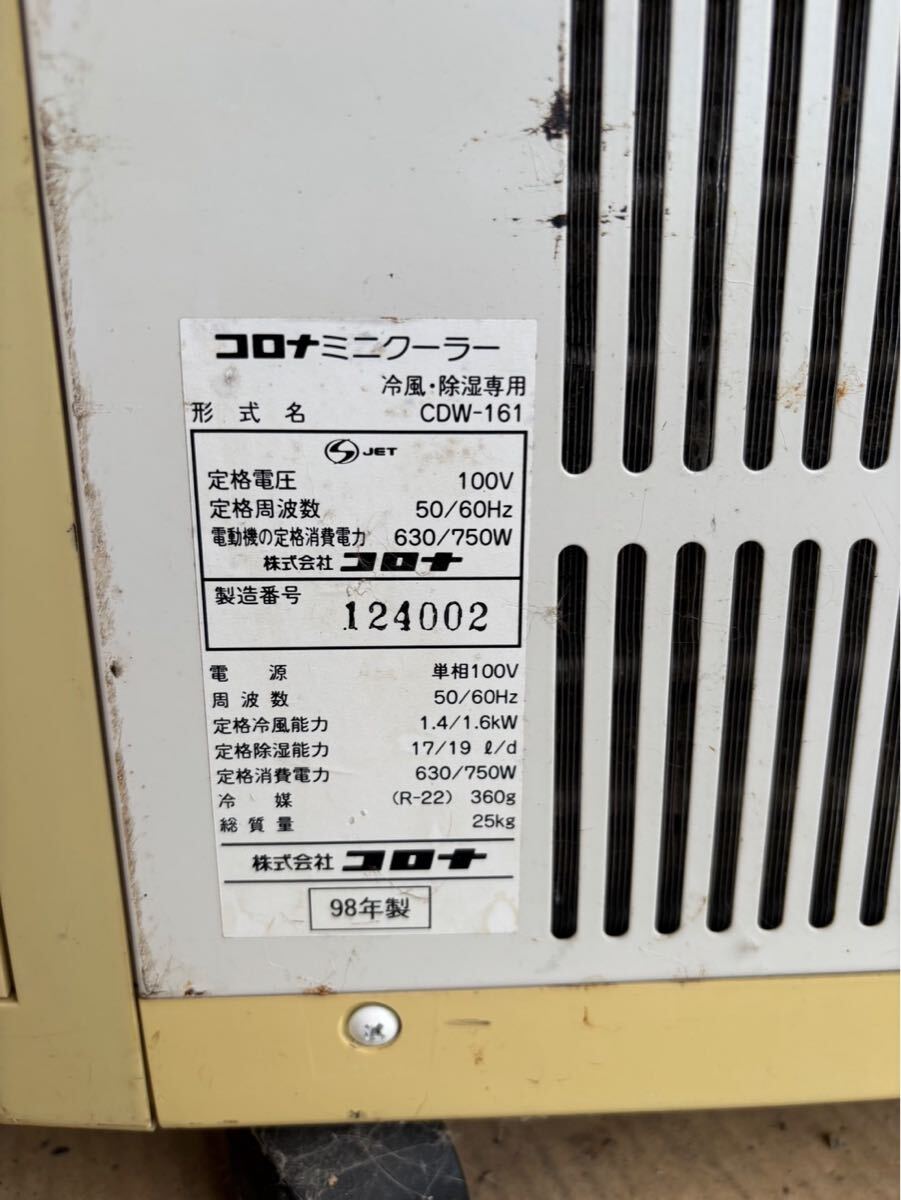 コロナミニクーラー
冷風・除湿専用
形式名 CDW-161
JET
定格電圧 100V
定格周波数 50/60Hz
電動機の定格消費電力 630/750W
株式会社 コロナ
製造番号 124002
電源 単相100V
周波数 50/60Hz
定格冷風能力 1.4/1.6kW
定格除湿能力 17/19 ℓ/d
定格消費電力 630/750W
冷媒 (R-22) 360g
総質量 25kg
株式会社 コロナ
98年製